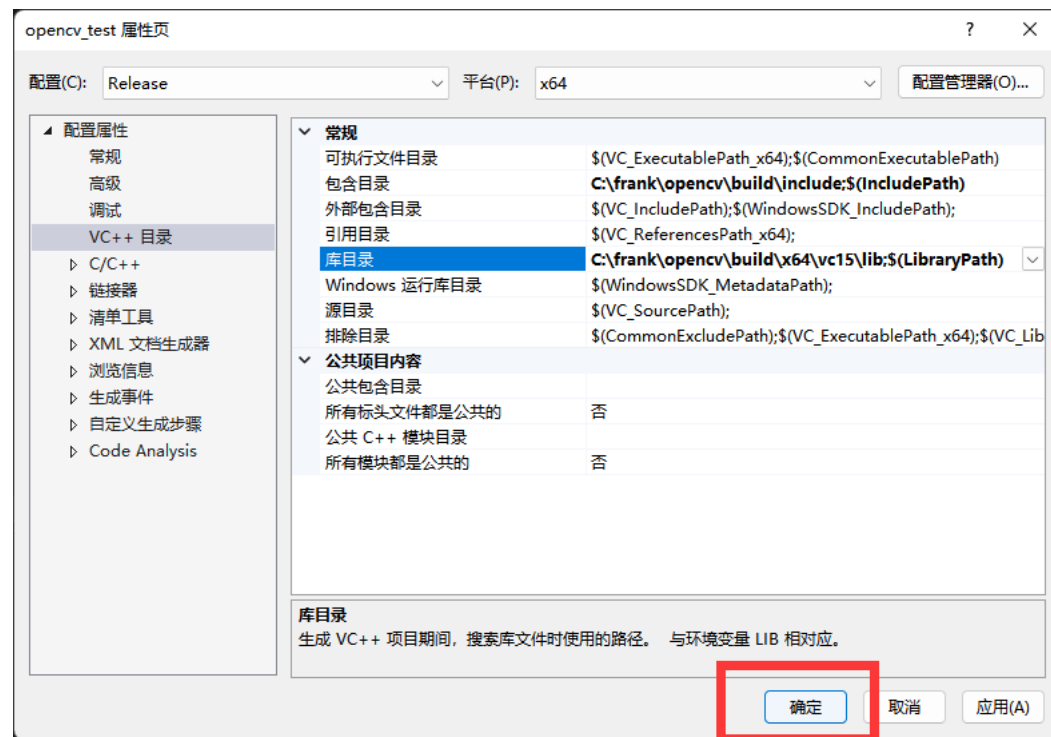 opencv_test 属性页
配置(C): Release 平台(P): x64 配置管理器(O)...
配置属性
常规
高级
调试
VC++ 目录
C/C++
链接器
清单工具
XML 文档生成器
浏览信息
生成事件
自定义生成步骤
Code Analysis
常规
可执行文件目录 $(VC_ExecutablePath_x64);$(CommonExecutablePath)
包含目录 C:\frank\opencv\build\include;$(IncludePath)
外部包含目录 $(VC_IncludePath);$(WindowsSDK_IncludePath);
引用目录 $(VC_ReferencesPath_x64);
库目录 C:\frank\opencv\build\x64\vc15\lib;$(LibraryPath)
Windows 运行库目录 $(WindowsSDK_MetadataPath);
源目录 $(VC_SourcePath);
排除目录 $(CommonExcludePath);$(VC_ExecutablePath_x64);$(VC_Lib
公共项目内容
公共包含目录
所有标头文件都是公共的 否
公共 C++ 模块目录
所有模块都是公共的 否
库目录
生成 VC++ 项目期间，搜索库文件时使用的路径。 与环境变量 LIB 相对应。
确定 取消 应用(A)